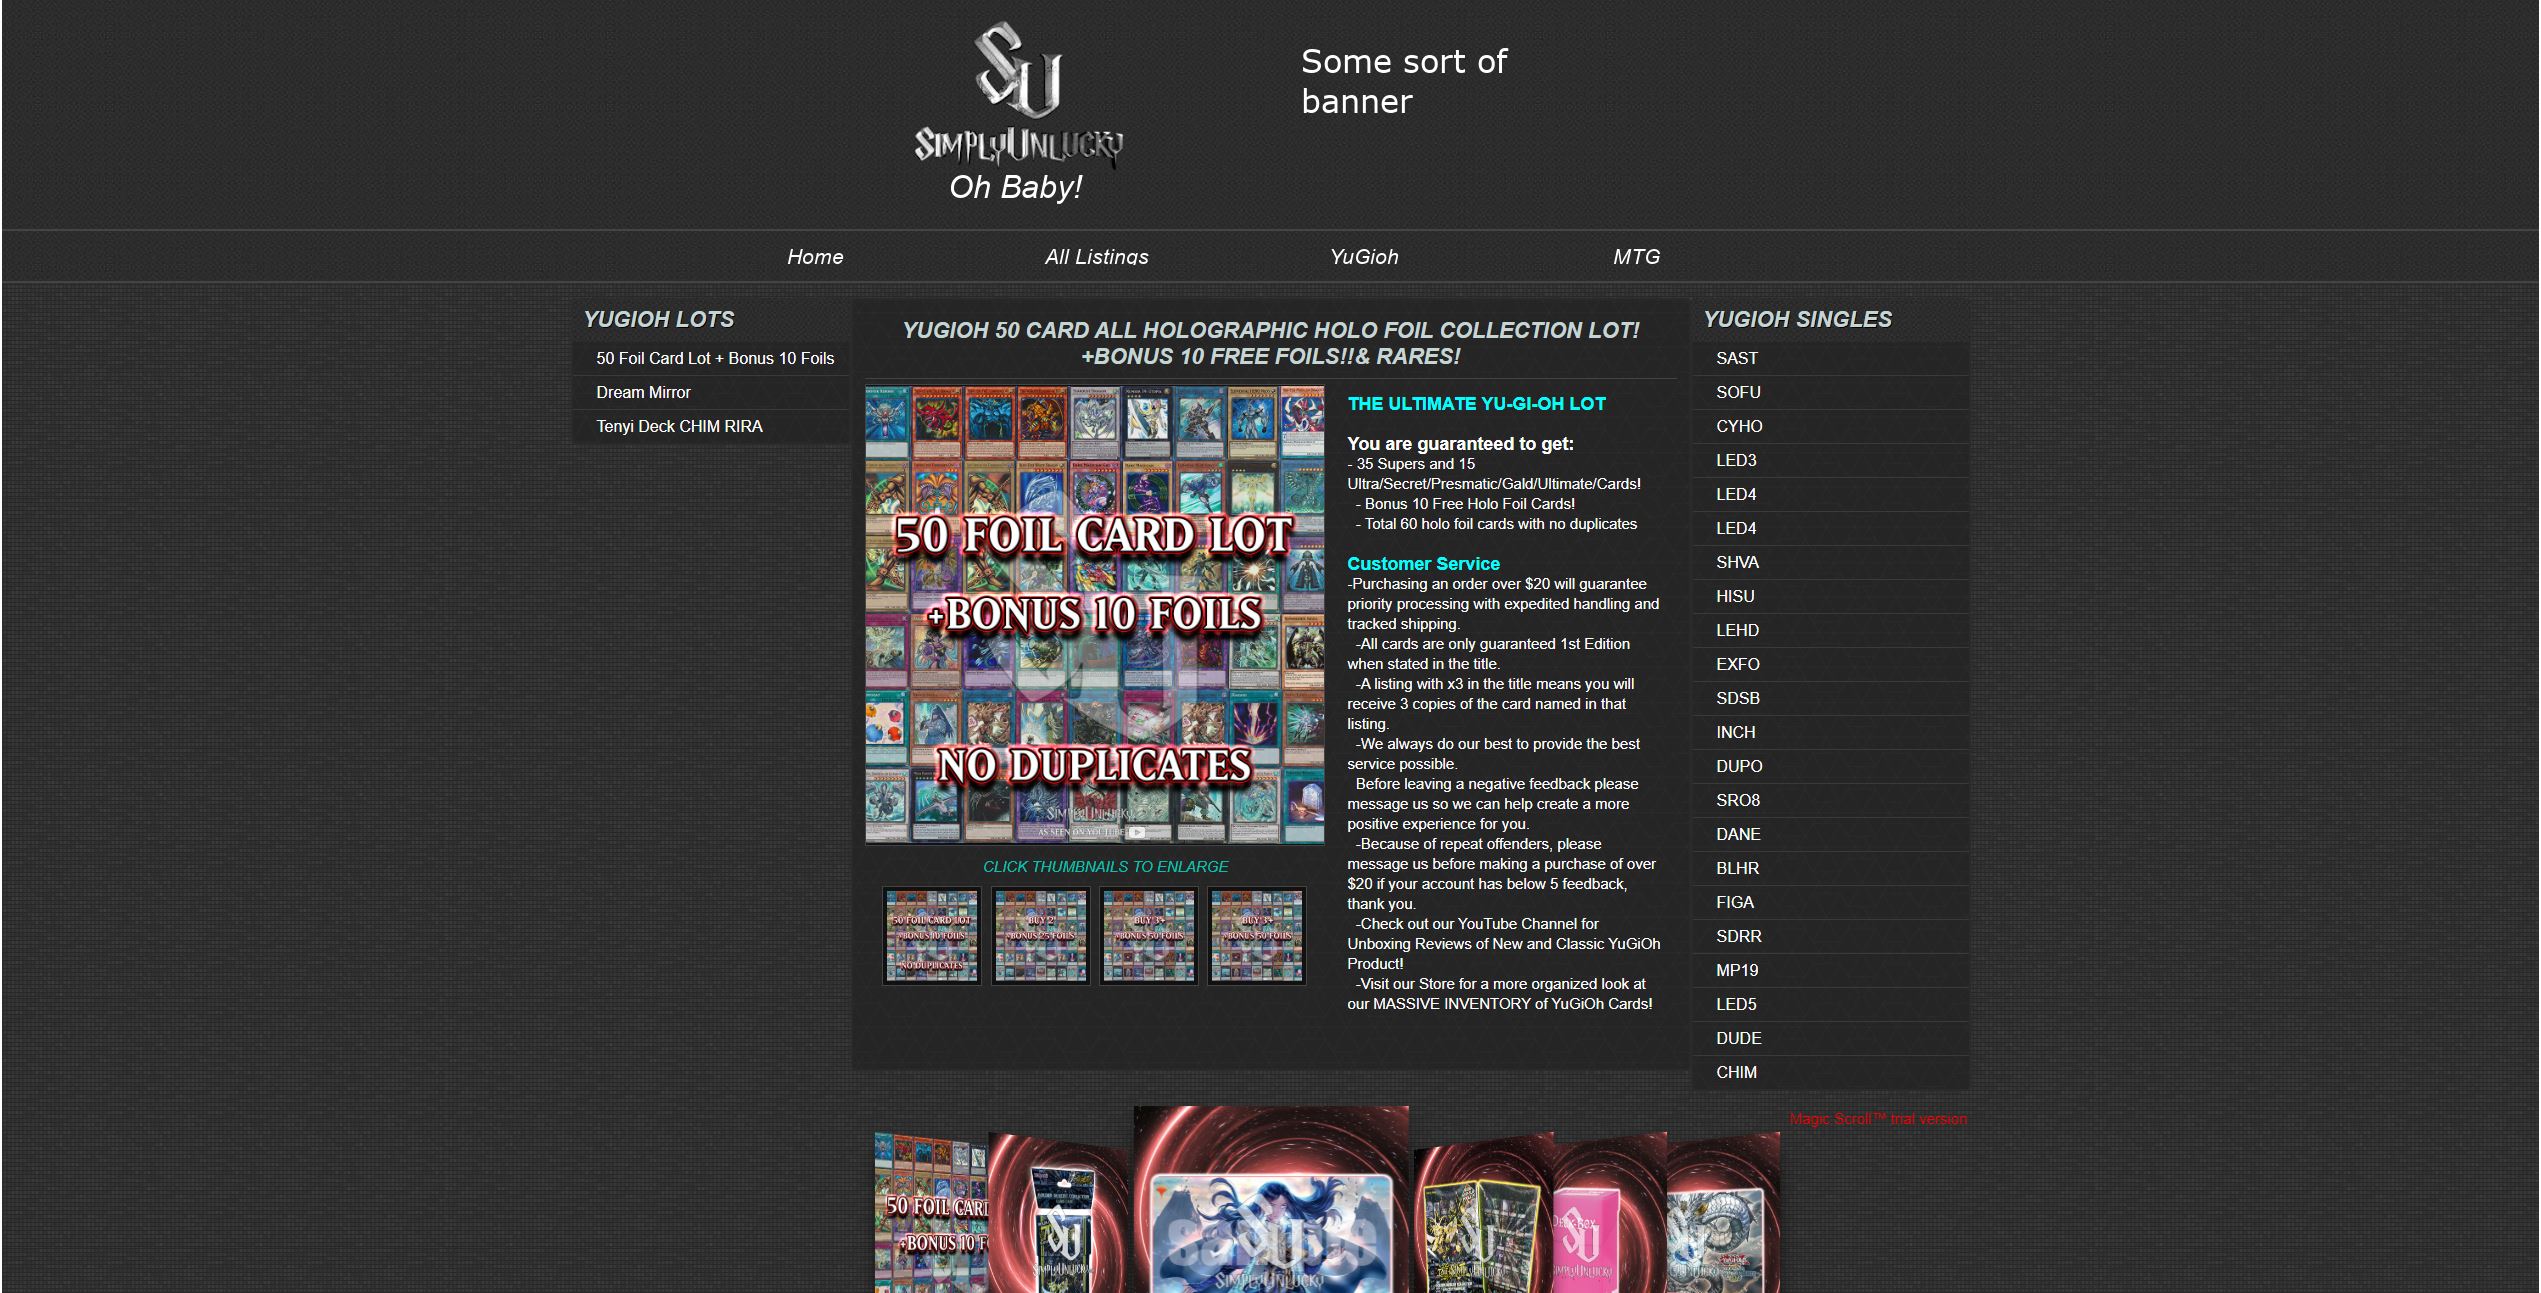 SU
SIMPLYUNLUCKY
Oh Baby!
Some sort of
banner
Home
All Listings
YuGioh
MTG
YUGIOH LOTS
50 Foil Card Lot + Bonus 10 Foils
Dream Mirror
Tenyi Deck CHIM RIRA
YUGIOH 50 CARD ALL HOLOGRAPHIC HOLO FOIL COLLECTION LOT!
+BONUS 10 FREE FOILS!!& RARES!
50 FOIL CARD LOT
+BONUS 10 FOILS
NO DUPLICATES
SIMPLYUNLUCKY
AS SEEN ON YOUTUBE
CLICK THUMBNAILS TO ENLARGE
50 FOIL CARD LOT
+BONUS 10 FOILS
NO DUPLICATES
BUY 2
+BONUS 25 FOILS
BUY 3+
+BONUS 50 FOILS
BUY 3+
+BONUS 50 FOILS
THE ULTIMATE YU-GI-OH LOT
You are guaranteed to get:
- 35 Supers and 15
Ultra/Secret/Presmatic/Gald/Ultimate/Cards!
- Bonus 10 Free Holo Foil Cards!
- Total 60 holo foil cards with no duplicates
Customer Service
-Purchasing an order over $20 will guarantee
priority processing with expedited handling and
tracked shipping.
-All cards are only guaranteed 1st Edition
when stated in the title.
-A listing with x3 in the title means you will
receive 3 copies of the card named in that
listing.
-We always do our best to provide the best
service possible.
Before leaving a negative feedback please
message us so we can help create a more
positive experience for you.
-Because of repeat offenders, please
message us before making a purchase of over
$20 if your account has below 5 feedback,
thank you.
-Check out our YouTube Channel for
Unboxing Reviews of New and Classic YuGiOh
Product!
-Visit our Store for a more organized look at
our MASSIVE INVENTORY of YuGiOh Cards!
YUGIOH SINGLES
SAST
SOFU
CYHO
LED3
LED4
LED4
SHVA
HISU
LEHD
EXFO
SDSB
INCH
DUPO
SRO8
DANE
BLHR
FIGA
SDRR
MP19
LED5
DUDE
CHIM
Magic Scroll™ trial version
50 FOIL CARD
+BONUS 10 FO
SU
SIMPLYUNLUCKY
SU
SIMPLYUNLUCKY
SU
SIMPLYUNLUCKY
Deck Box
SU
SIMPLYUNLUCKY